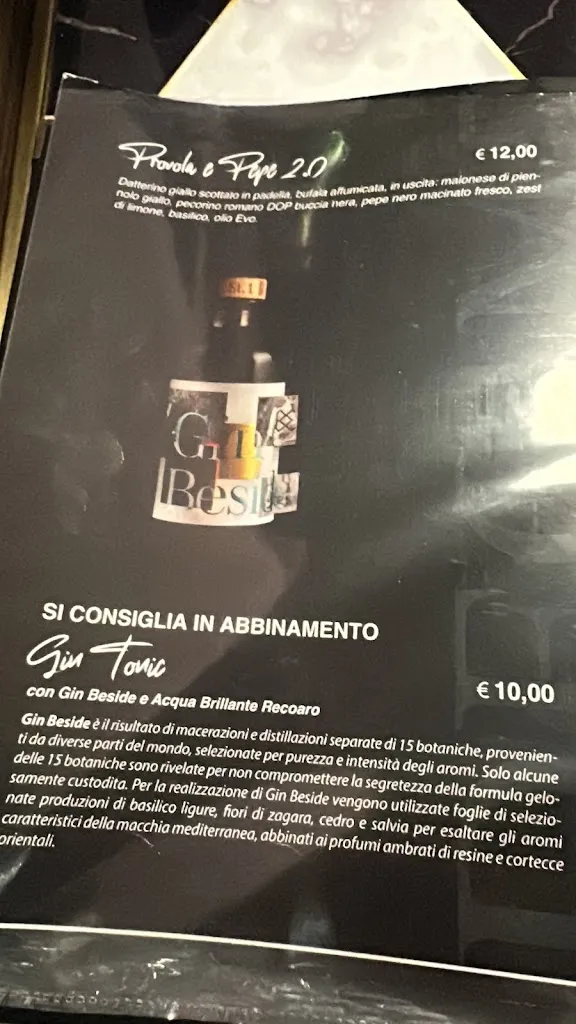 Provola e Pepe 2.0
€ 12,00
Datterino giallo scottato in padella, bufala affumicata, in uscita: maionese di pien-
nolo giallo, pecorino romano DOP buccia nera, pepe nero macinato fresco, zest
di limone, basilico, olio Evo.
St.1
Gin
Besid
SI CONSIGLIA IN ABBINAMENTO
Gin Tonic
con Gin Beside e Acqua Brillante Recoaro
€ 10,00
Gin Beside è il risultato di macerazioni e distillazioni separate di 15 botaniche, provenien-
ti da diverse parti del mondo, selezionate per purezza e intensità degli aromi. Solo alcune
delle 15 botaniche sono rivelate per non compromettere la segretezza della formula gelo-
samente custodita. Per la realizzazione di Gin Beside vengono utilizzate foglie di selezio-
nate produzioni di basilico ligure, fiori di zagara, cedro e salvia per esaltare gli aromi
caratteristici della macchia mediterranea, abbinati ai profumi ambrati di resine e cortecce
orientali.